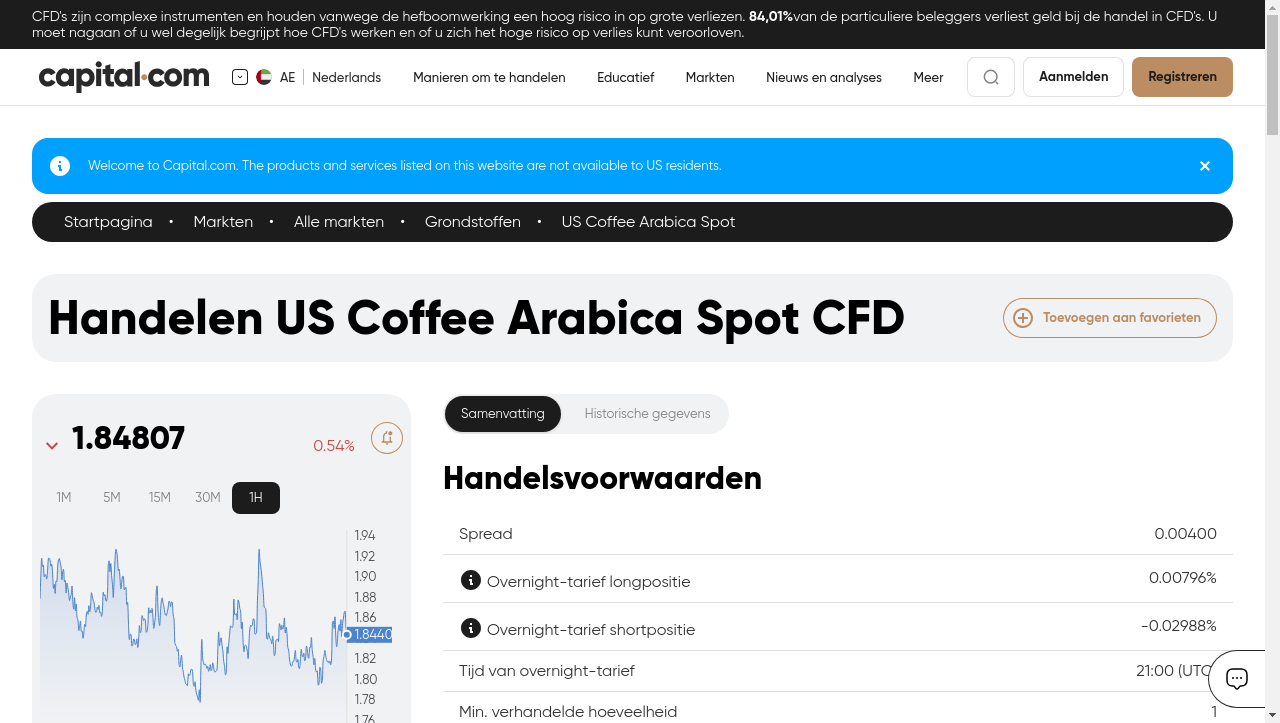 CFD's zijn complexe instrumenten en houden vanwege de hefboomwerking een hoog risico in op grote verliezen. 84,01%van de particuliere beleggers verliest geld bij de handel in CFD's. U
moet nagaan of u wel degelijk begrijpt hoe CFD's werken en of u zich het hoge risico op verlies kunt veroorloven.
capital.com AE Nederlands Manieren om te handelen Educatief Markten Nieuws en analyses Meer Aanmelden Registreren
Welcome to Capital.com. The products and services listed on this website are not available to US residents.
Startpagina • Markten • Alle markten • Grondstoffen • US Coffee Arabica Spot
Handelen US Coffee Arabica Spot CFD
Toevoegen aan favorieten
1.84807
0.54%
1M 5M 15M 30M 1H
1.94
1.92
1.90
1.88
1.86
1.8440
1.82
1.80
1.78
1.76
Samenvatting Historische gegevens
Handelsvoorwaarden
Spread 0.00400
Overnight-tarief longpositie 0.00796%
Overnight-tarief shortpositie -0.02988%
Tijd van overnight-tarief 21:00 (UTC)
Min. verhandelde hoeveelheid 1